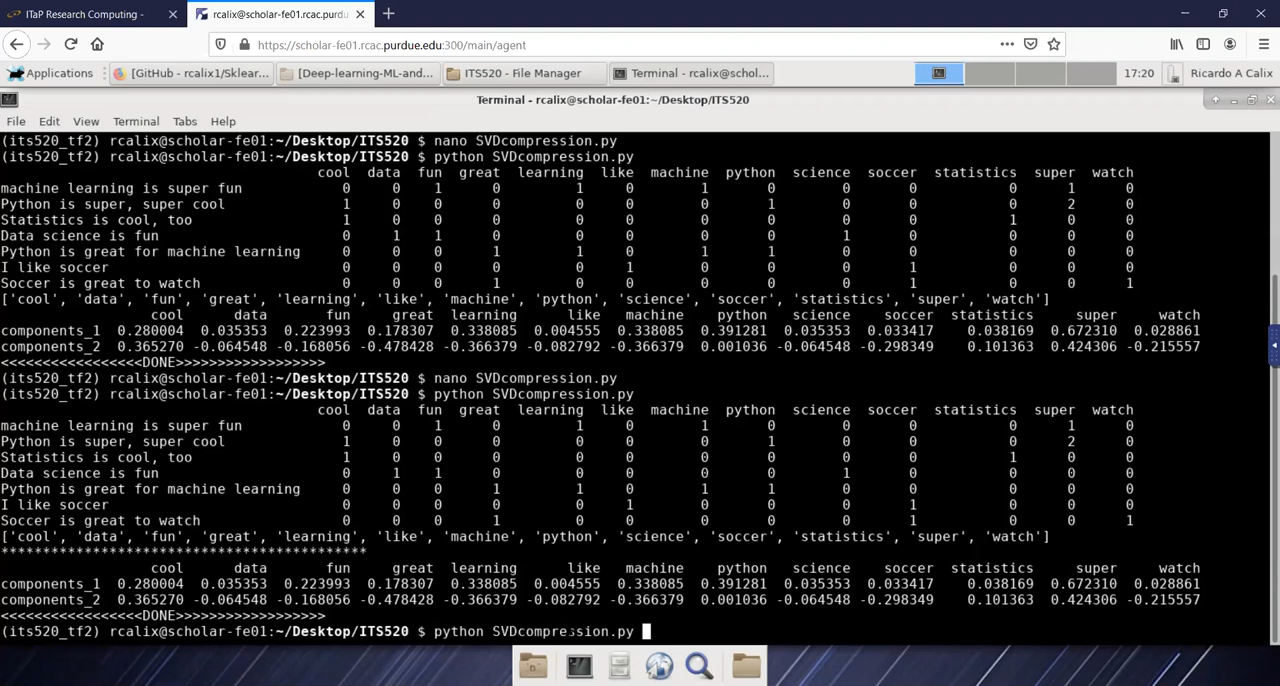 ITaP Research Computing -
rcalix@scholar-fe01.rcac.purdu
https://scholar-fe01.rcac.purdue.edu:300/main/agent
Applications
[GitHub - rcalix1/Sklear...
[Deep-learning-ML-and...
ITS520 - File Manager
Terminal - rcalix@schol...
17:20
Ricardo A Calix
Terminal - rcalix@scholar-fe01:~/Desktop/ITS520
File Edit View Terminal Tabs Help
(its520_tf2) rcalix@scholar-fe01:~/Desktop/ITS520 $ nano SVDcompression.py
(its520_tf2) rcalix@scholar-fe01:~/Desktop/ITS520 $ python SVDcompression.py
cool data fun great learning like machine python science soccer statistics super watch
machine learning is super fun 0 0 1 0 1 0 1 0 0 0 0 1 0
Python is super, super cool 1 0 0 0 0 0 0 1 0 0 0 2 0
Statistics is cool, too 1 0 0 0 0 0 0 0 0 0 1 0 0
Data science is fun 0 1 1 0 0 0 0 0 1 0 0 0 0
Python is great for machine learning 0 0 0 1 1 0 1 1 0 0 0 0 0
I like soccer 0 0 0 0 0 1 0 0 0 1 0 0 0
Soccer is great to watch 0 0 0 1 0 0 0 0 0 1 0 0 1
['cool', 'data', 'fun', 'great', 'learning', 'like', 'machine', 'python', 'science', 'soccer', 'statistics', 'super', 'watch']
cool data fun great learning like machine python science soccer statistics super watch
components_1 0.280004 0.035353 0.223993 0.178307 0.338085 0.004555 0.338085 0.391281 0.035353 0.033417 0.038169 0.672310 0.028861
components_2 0.365270 -0.064548 -0.168056 -0.478428 -0.366379 -0.082792 -0.366379 0.001036 -0.064548 -0.298349 0.101363 0.424306 -0.215557
<<<<<<<<<<<<<<<<<DONE>>>>>>>>>>>>>>>>>>
(its520_tf2) rcalix@scholar-fe01:~/Desktop/ITS520 $ nano SVDcompression.py
(its520_tf2) rcalix@scholar-fe01:~/Desktop/ITS520 $ python SVDcompression.py
cool data fun great learning like machine python science soccer statistics super watch
machine learning is super fun 0 0 1 0 1 0 1 0 0 0 0 1 0
Python is super, super cool 1 0 0 0 0 0 0 1 0 0 0 2 0
Statistics is cool, too 1 0 0 0 0 0 0 0 0 0 1 0 0
Data science is fun 0 1 1 0 0 0 0 0 1 0 0 0 0
Python is great for machine learning 0 0 0 1 1 0 1 1 0 0 0 0 0
I like soccer 0 0 0 0 0 1 0 0 0 1 0 0 0
Soccer is great to watch 0 0 0 1 0 0 0 0 0 1 0 0 1
['cool', 'data', 'fun', 'great', 'learning', 'like', 'machine', 'python', 'science', 'soccer', 'statistics', 'super', 'watch']
********************************************
cool data fun great learning like machine python science soccer statistics super watch
components_1 0.280004 0.035353 0.223993 0.178307 0.338085 0.004555 0.338085 0.391281 0.035353 0.033417 0.038169 0.672310 0.028861
components_2 0.365270 -0.064548 -0.168056 -0.478428 -0.366379 -0.082792 -0.366379 0.001036 -0.064548 -0.298349 0.101363 0.424306 -0.215557
<<<<<<<<<<<<<<<<<DONE>>>>>>>>>>>>>>>>>>
(its520_tf2) rcalix@scholar-fe01:~/Desktop/ITS520 $ python SVDcompression.py